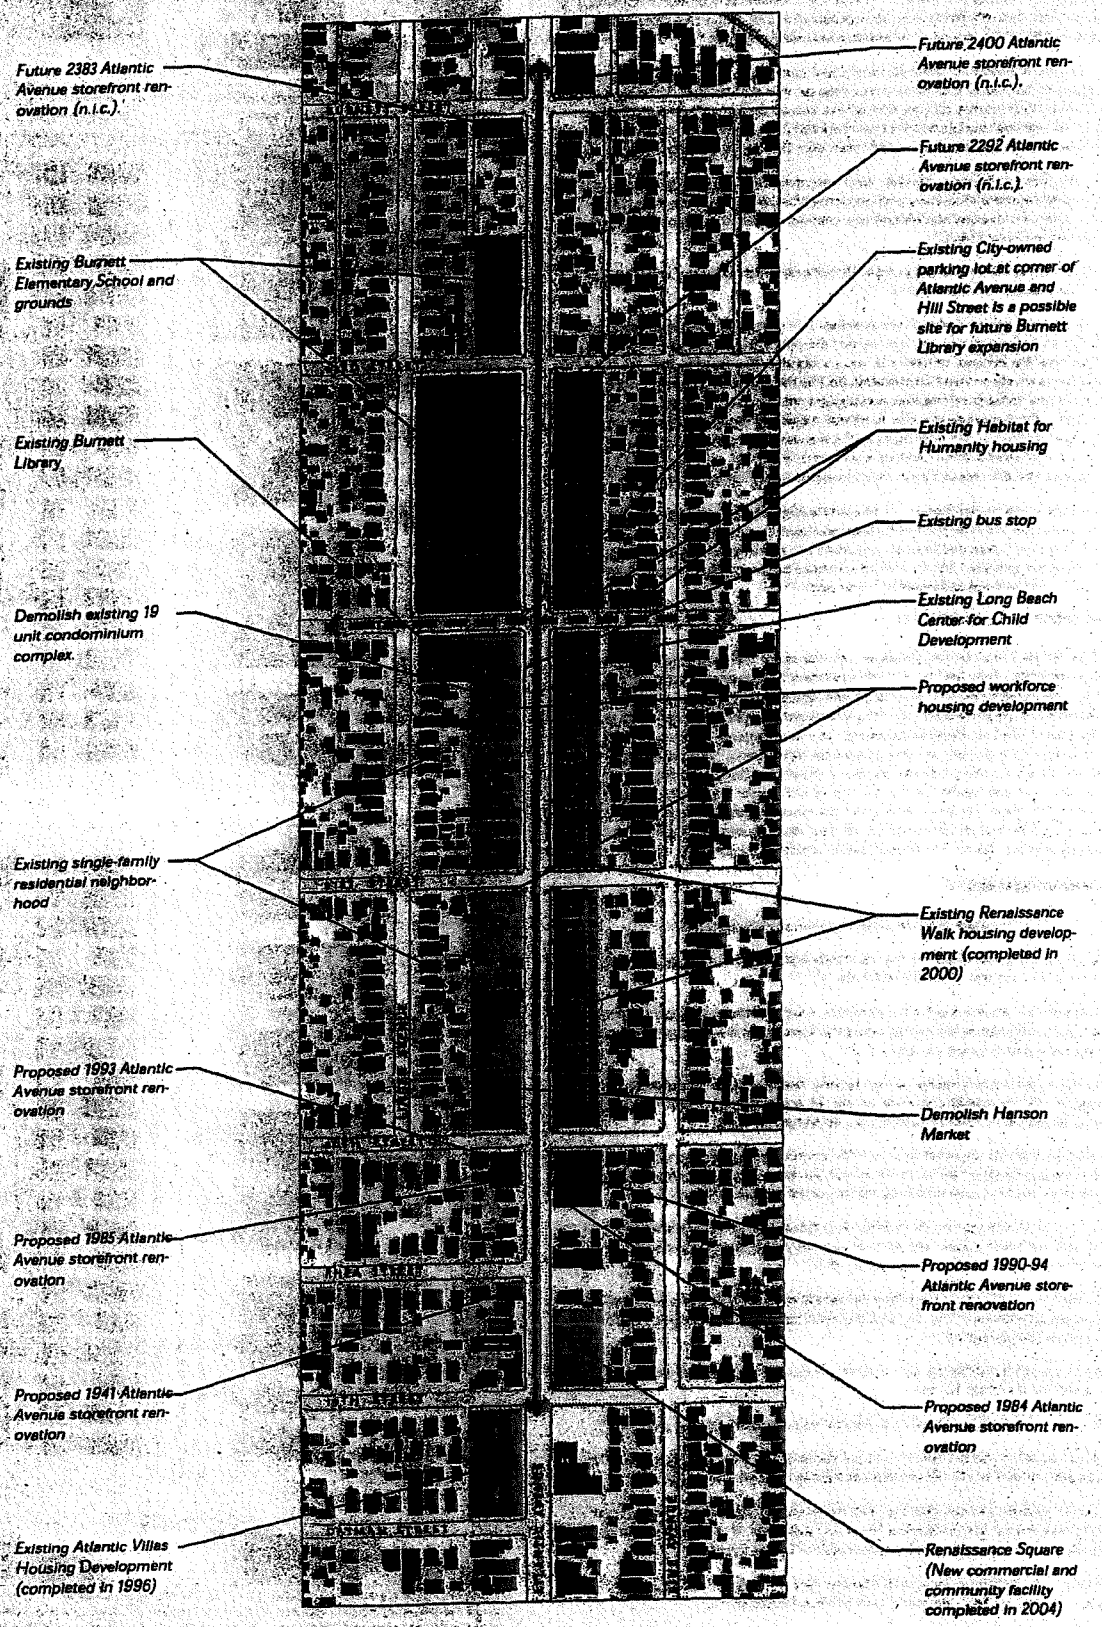 Future 2383 Atlantic
Avenue storefront ren-
ovation (n.i.c.).
Existing Burnett
Elementary School and
grounds
Existing Burnett
Library
Demolish existing 19
unit condominium
complex.
Existing single-family
residential neighbor-
hood
Proposed 1993 Atlantic
Avenue storefront ren-
ovation
Proposed 1985 Atlantic
Avenue storefront ren-
ovation
Proposed 1941 Atlantic
Avenue storefront ren-
ovation
Existing Atlantic Villas
Housing Development
(completed in 1996)
Future 2400 Atlantic
Avenue storefront ren-
ovation (n.i.c.).
Future 2292 Atlantic
Avenue storefront ren-
ovation (n.i.c.).
Existing City-owned
parking lot at corner of
Atlantic Avenue and
Hill Street is a possible
site for future Burnett
Library expansion
Existing Habitat for
Humanity housing
Existing bus stop
Existing Long Beach
Center for Child
Development
Proposed workforce
housing development
Existing Renaissance
Walk housing develop-
ment (completed in
2000)
Demolish Hanson
Market
Proposed 1990-94
Atlantic Avenue store-
front renovation
Proposed 1984 Atlantic
Avenue storefront ren-
ovation
Renaissance Square
(New commercial and
community facility
completed in 2004)
RHEA STREET
19TH STREET
STREET